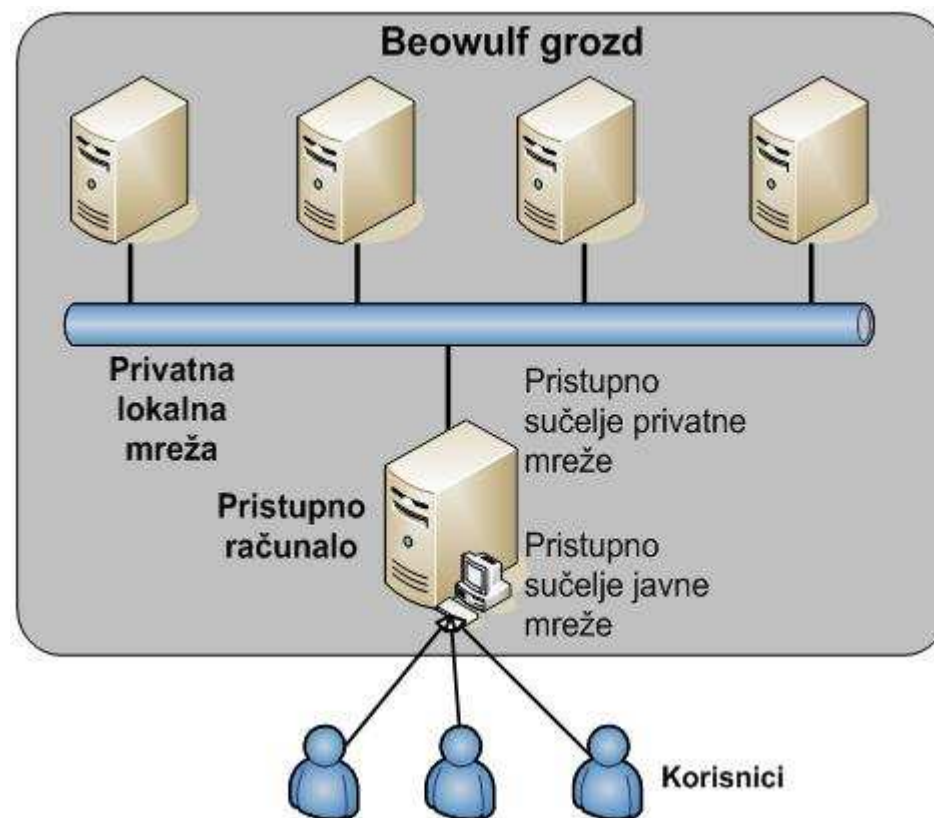 Beowulf grozd
Privatna
lokalna
mreža
Pristupno
sučelje privatne
mreže
Pristupno
računalo
Pristupno
sučelje javne
mreže
Korisnici